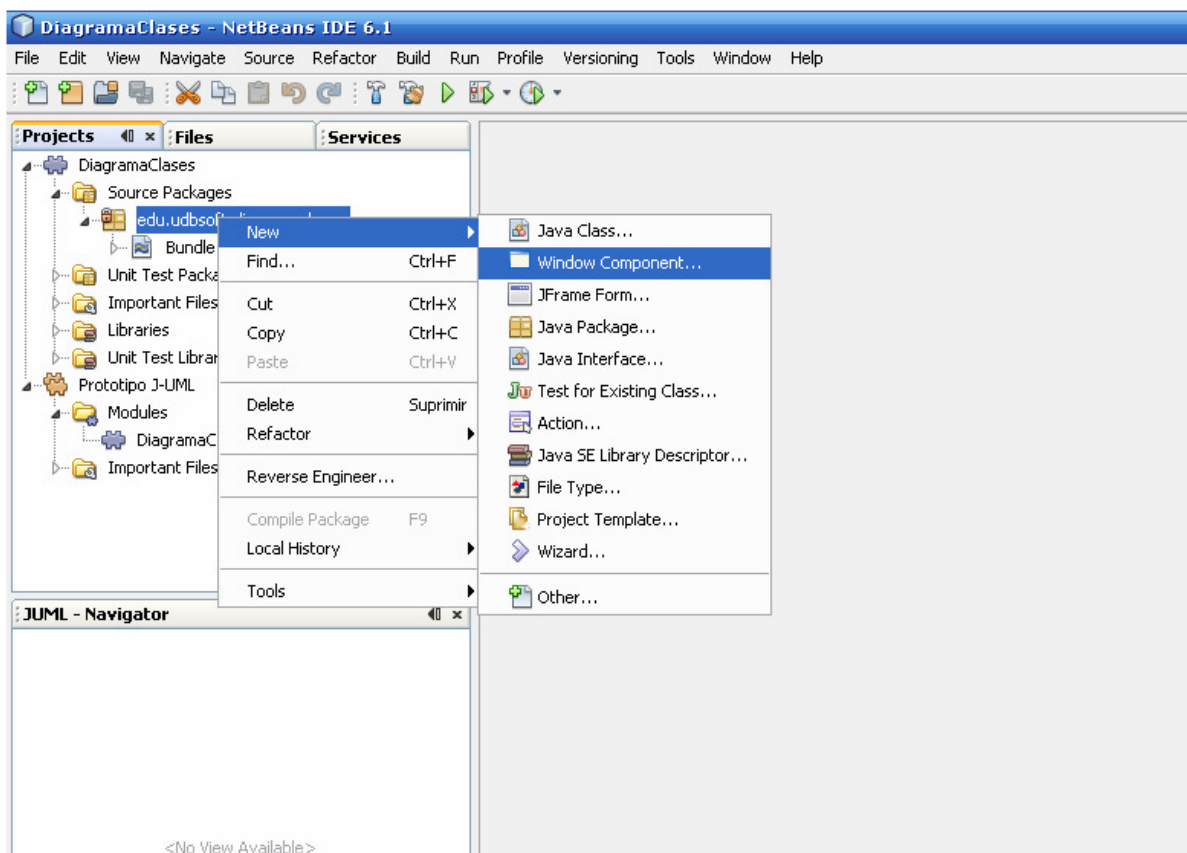 DiagramaClases - NetBeans IDE 6.1
File Edit View Navigate Source Refactor Build Run Profile Versioning Tools Window Help
Projects Files Services
DiagramaClases
Source Packages
Bundle
Unit Test Packa
Important Files
Libraries
Unit Test Librar
Prototipo J-UML
Modules
DiagramaC
Important Files
New
Find... Ctrl+F
Cut Ctrl+X
Copy Ctrl+C
Paste Ctrl+V
Delete Suprimir
Refactor
Reverse Engineer...
Compile Package F9
Local History
Tools
Java Class...
Window Component...
JFrame Form...
Java Package...
Java Interface...
Test for Existing Class...
Action...
Java SE Library Descriptor...
File Type...
Project Template...
Wizard...
Other...
JUML - Navigator
<No View Available>